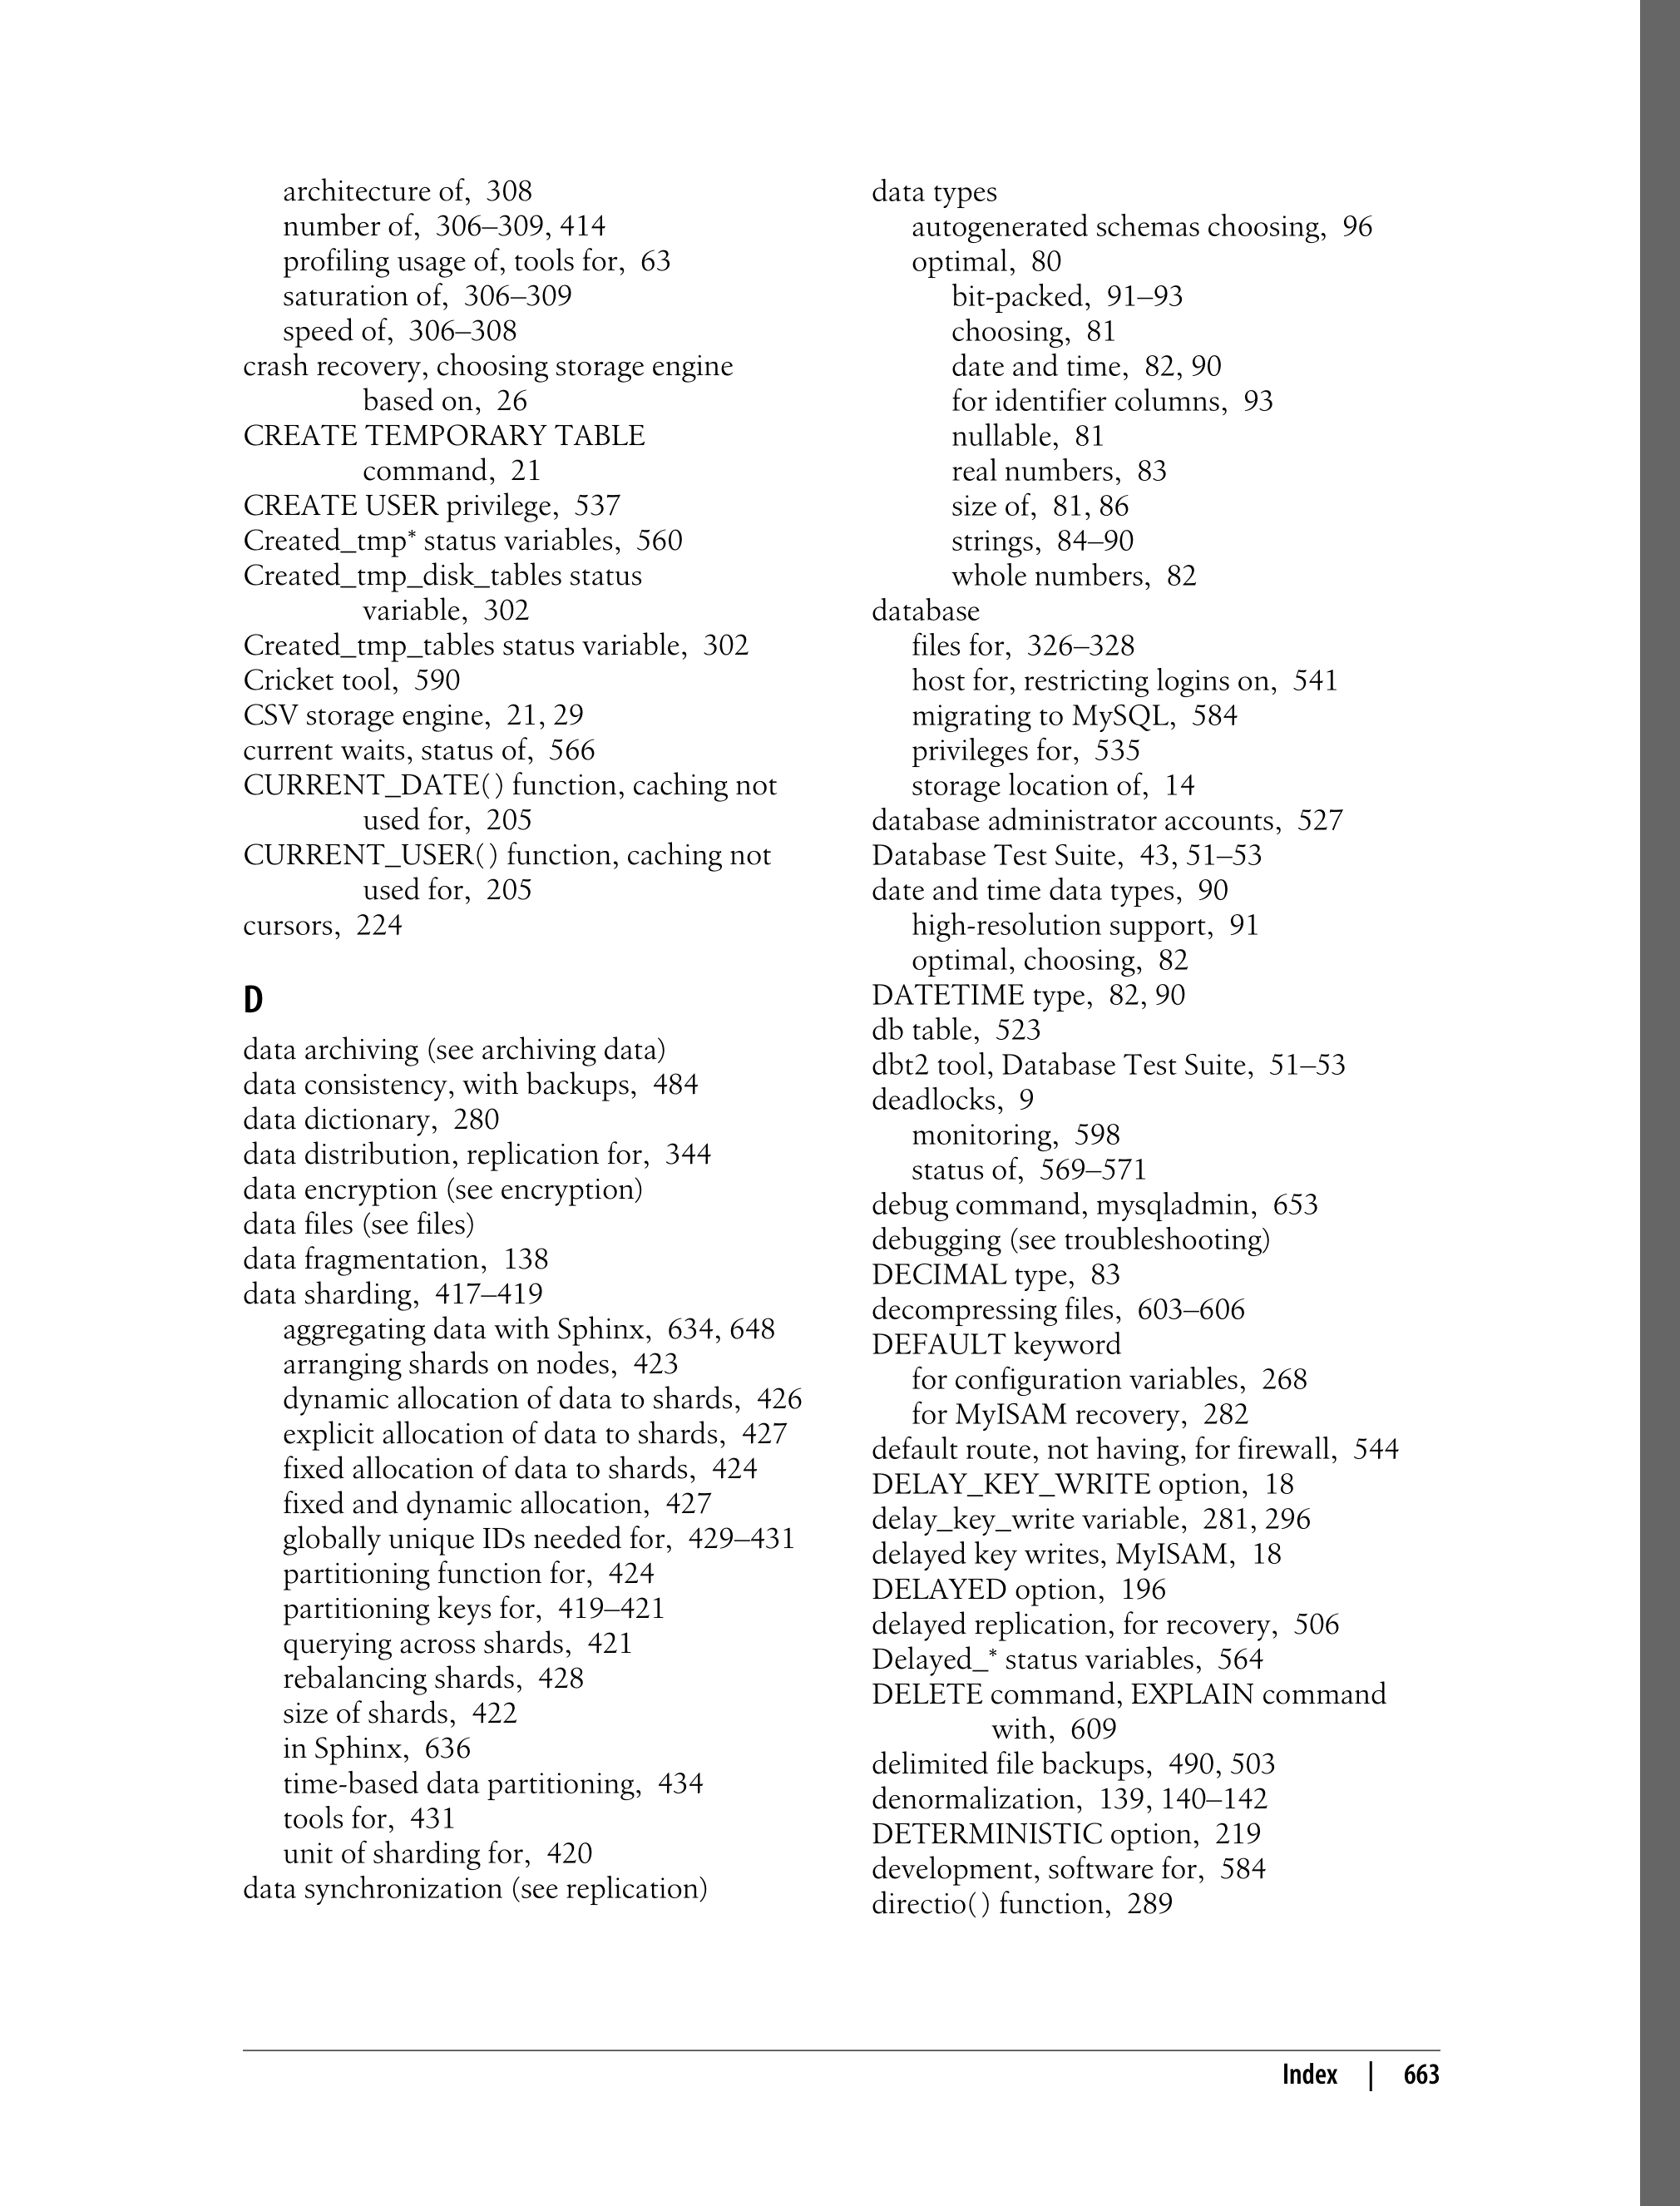 architecture of, 308
number of, 306–309, 414
profiling usage of, tools for, 63
saturation of, 306–309
speed of, 306–308
crash recovery, choosing storage engine
based on, 26
CREATE TEMPORARY TABLE
command, 21
CREATE USER privilege, 537
Created_tmp* status variables, 560
Created_tmp_disk_tables status
variable, 302
Created_tmp_tables status variable, 302
Cricket tool, 590
CSV storage engine, 21, 29
current waits, status of, 566
CURRENT_DATE() function, caching not
used for, 205
CURRENT_USER() function, caching not
used for, 205
cursors, 224
D
data archiving (see archiving data)
data consistency, with backups, 484
data dictionary, 280
data distribution, replication for, 344
data encryption (see encryption)
data files (see files)
data fragmentation, 138
data sharding, 417–419
aggregating data with Sphinx, 634, 648
arranging shards on nodes, 423
dynamic allocation of data to shards, 426
explicit allocation of data to shards, 427
fixed allocation of data to shards, 424
fixed and dynamic allocation, 427
globally unique IDs needed for, 429–431
partitioning function for, 424
partitioning keys for, 419–421
querying across shards, 421
rebalancing shards, 428
size of shards, 422
in Sphinx, 636
time-based data partitioning, 434
tools for, 431
unit of sharding for, 420
data synchronization (see replication)
data types
autogenerated schemas choosing, 96
optimal, 80
bit-packed, 91–93
choosing, 81
date and time, 82, 90
for identifier columns, 93
nullable, 81
real numbers, 83
size of, 81, 86
strings, 84–90
whole numbers, 82
database
files for, 326–328
host for, restricting logins on, 541
migrating to MySQL, 584
privileges for, 535
storage location of, 14
database administrator accounts, 527
Database Test Suite, 43, 51–53
date and time data types, 90
high-resolution support, 91
optimal, choosing, 82
DATETIME type, 82, 90
db table, 523
dbt2 tool, Database Test Suite, 51–53
deadlocks, 9
monitoring, 598
status of, 569–571
debug command, mysqladmin, 653
debugging (see troubleshooting)
DECIMAL type, 83
decompressing files, 603–606
DEFAULT keyword
for configuration variables, 268
for MyISAM recovery, 282
default route, not having, for firewall, 544
DELAY_KEY_WRITE option, 18
delay_key_write variable, 281, 296
delayed key writes, MyISAM, 18
DELAYED option, 196
delayed replication, for recovery, 506
Delayed_* status variables, 564
DELETE command, EXPLAIN command
with, 609
delimited file backups, 490, 503
denormalization, 139, 140–142
DETERMINISTIC option, 219
development, software for, 584
directio() function, 289
Index | 663